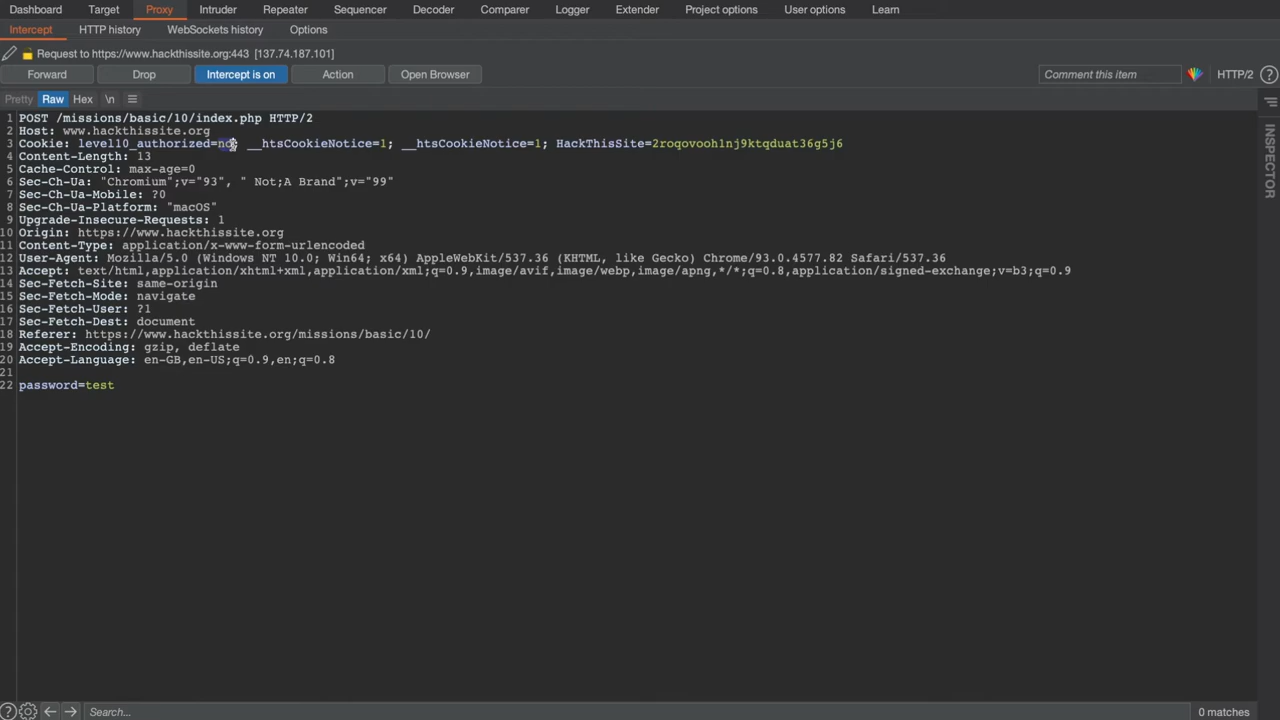 Dashboard Target Proxy Intruder Repeater Sequencer Decoder Comparer Logger Extender Project options User options Learn
Intercept HTTP history WebSockets history Options
Request to https://www.hackthissite.org:443 [137.74.187.101]
Forward Drop Intercept is on Action Open Browser Comment this item HTTP/2 ?
Pretty Raw Hex \n
1 POST /missions/basic/10/index.php HTTP/2
2 Host: www.hackthissite.org
3 Cookie: level10_authorized=no; __htsCookieNotice=1; __htsCookieNotice=1; HackThisSite=2roqovooh1nj9ktqduat36g5j6
4 Content-Length: 13
5 Cache-Control: max-age=0
6 Sec-Ch-Ua: "Chromium";v="93", " Not;A Brand";v="99"
7 Sec-Ch-Ua-Mobile: ?0
8 Sec-Ch-Ua-Platform: "macOS"
9 Upgrade-Insecure-Requests: 1
10 Origin: https://www.hackthissite.org
11 Content-Type: application/x-www-form-urlencoded
12 User-Agent: Mozilla/5.0 (Windows NT 10.0; Win64; x64) AppleWebKit/537.36 (KHTML, like Gecko) Chrome/93.0.4577.82 Safari/537.36
13 Accept: text/html,application/xhtml+xml,application/xml;q=0.9,image/avif,image/webp,image/apng,*/*;q=0.8,application/signed-exchange;v=b3;q=0.9
14 Sec-Fetch-Site: same-origin
15 Sec-Fetch-Mode: navigate
16 Sec-Fetch-User: ?1
17 Sec-Fetch-Dest: document
18 Referer: https://www.hackthissite.org/missions/basic/10/
19 Accept-Encoding: gzip, deflate
20 Accept-Language: en-GB,en-US;q=0.9,en;q=0.8
21
22 password=test
INSPECTOR
? Search... 0 matches